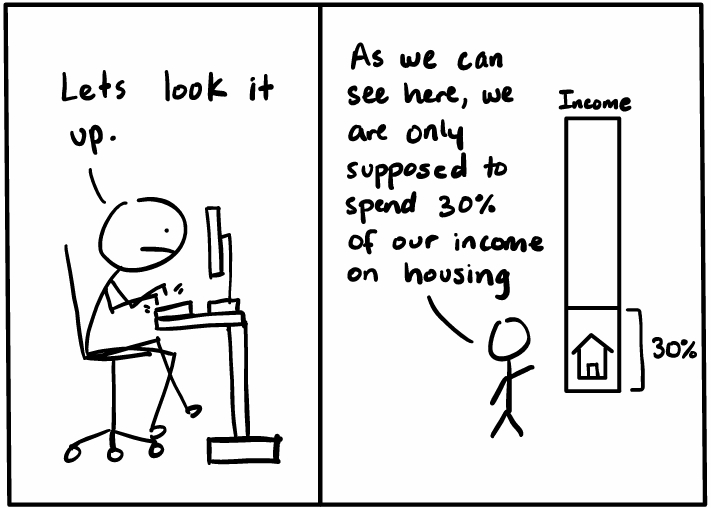 Lets look it
up.
As we can
see here, we
are only
supposed to
spend 30%
of our income
on housing
Income
30%